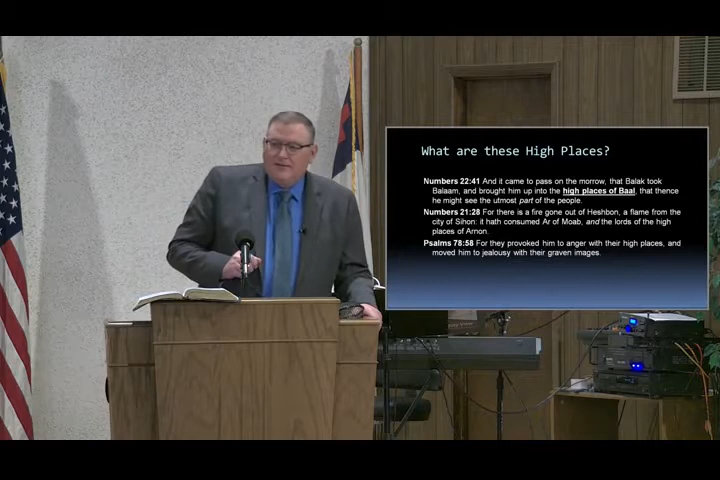 What are these High Places?
Numbers 22:41 And it came to pass on the morrow, that Balak took
Balaam, and brought him up into the high places of Baal, that thence
he might see the utmost part of the people.
Numbers 21:28 For there is a fire gone out of Heshbon, a flame from the
city of Sihon: it hath consumed Ar of Moab, and the lords of the high
places of Arnon.
Psalms 78:58 For they provoked him to anger with their high places, and
moved him to jealousy with their graven images.